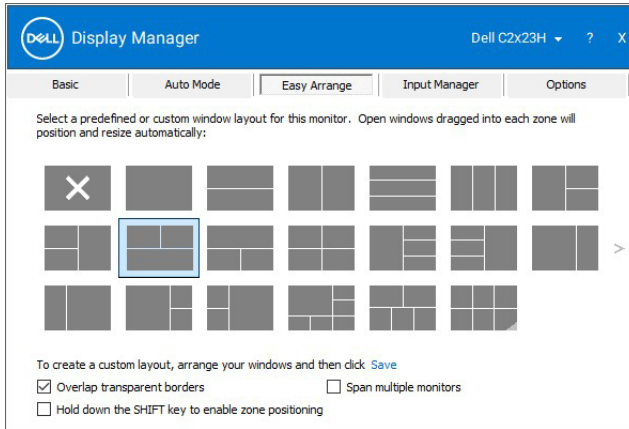 DELL Display Manager Dell C2x23H ? X
Basic Auto Mode Easy Arrange Input Manager Options
Select a predefined or custom window layout for this monitor. Open windows dragged into each zone will
position and resize automatically:
>
To create a custom layout, arrange your windows and then click Save
Overlap transparent borders Span multiple monitors
Hold down the SHIFT key to enable zone positioning